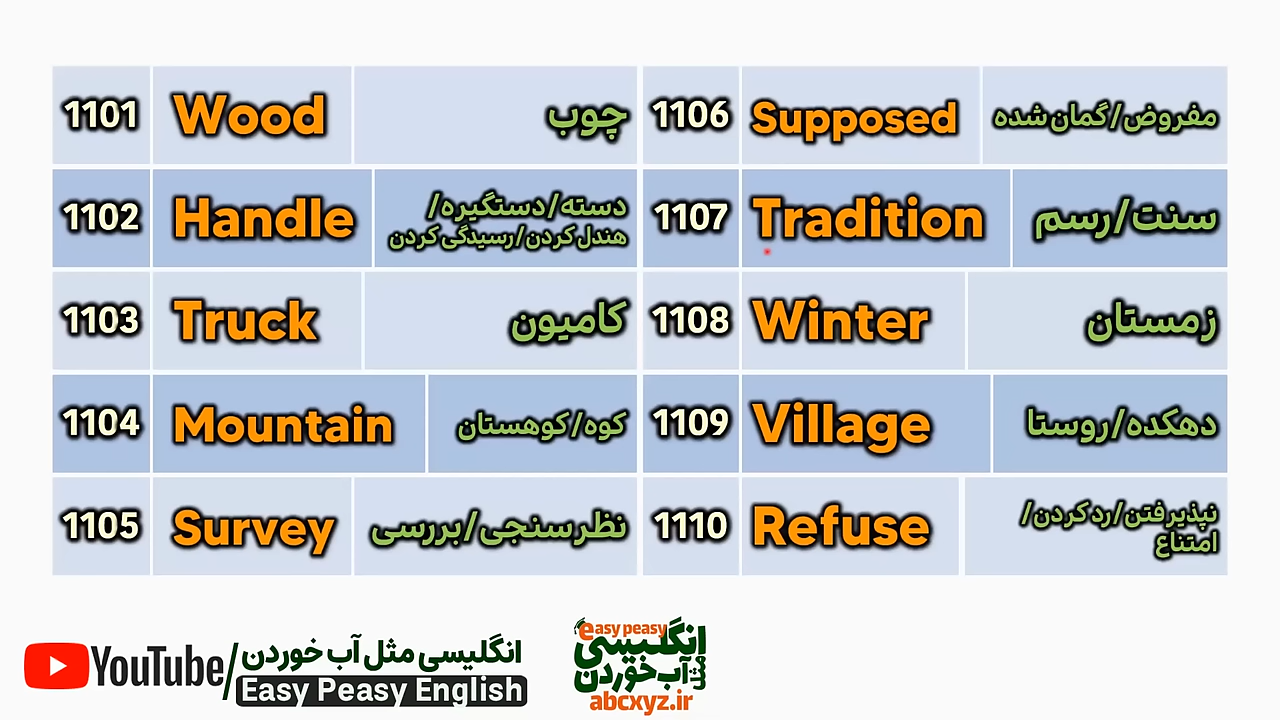 1101 Wood چوب
1102 Handle دسته/دستگیره/
هندل کردن/رسیدگی کردن
1103 Truck کامیون
1104 Mountain کوه/کوهستان
1105 Survey نظرسنجی/بررسی
1106 Supposed مفروض/گمان شده
1107 Tradition سنت/رسم
1108 Winter زمستان
1109 Village دهکده/روستا
1110 Refuse نپذیرفتن/رد کردن/
امتناع
YouTube/انگلیسی مثل آب خوردن
Easy Peasy English
easy peasy
انگلیسی
مثل
آب خوردن
abcxyz.ir